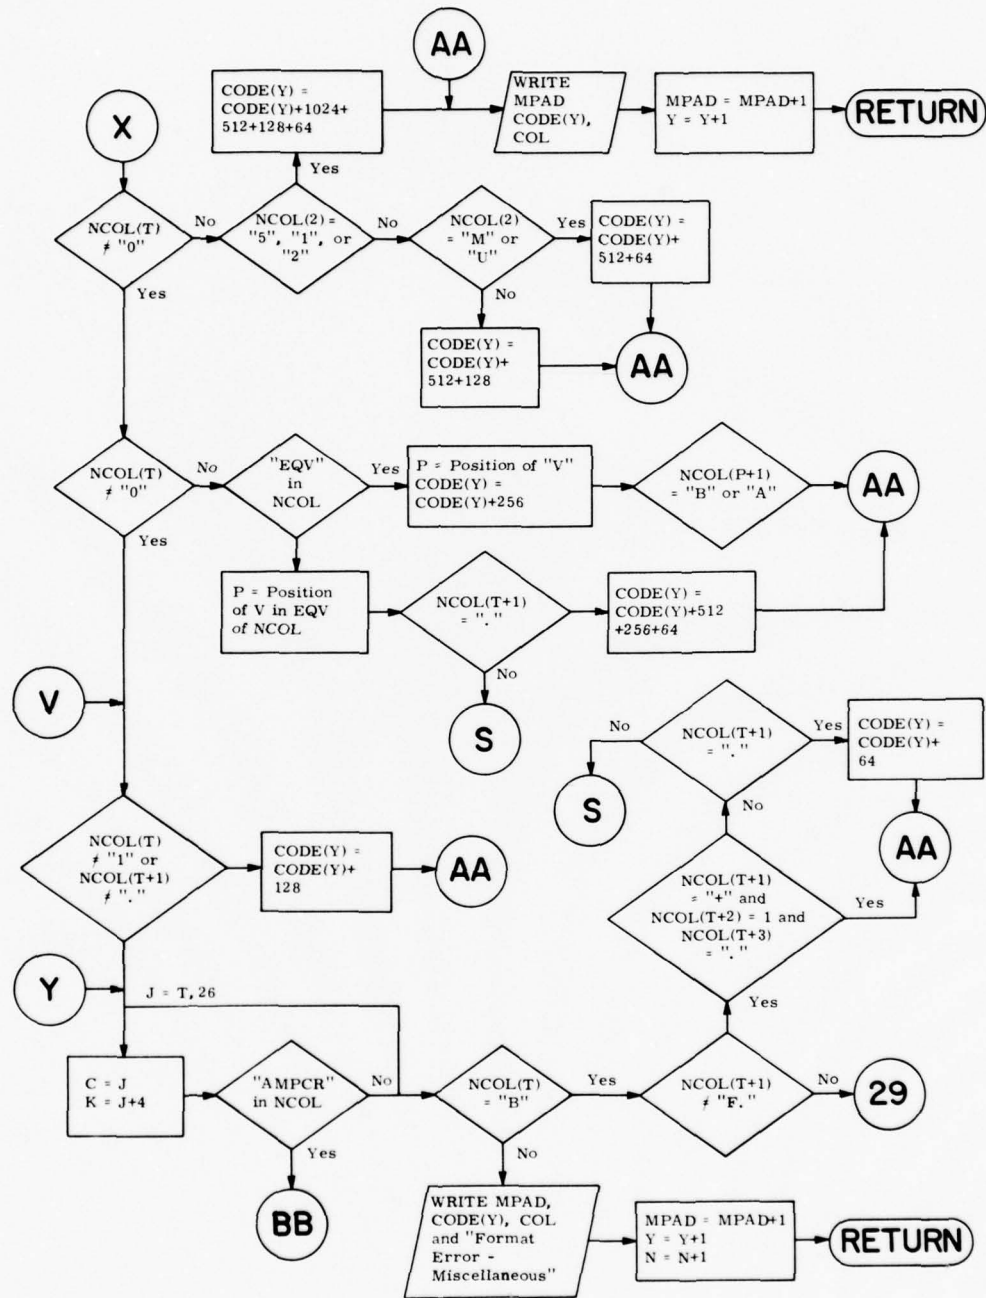 AA
CODE(Y) =
CODE(Y)+1024+
512+128+64
WRITE
MPAD
CODE(Y),
COL
MPAD = MPAD+1
Y = Y+1
RETURN
X
Yes
NCOL(T)
≠ "0"
No
NCOL(2)=
"5", "1", or
"2"
No
NCOL(2)
= "M" or
"U"
Yes
CODE(Y) =
CODE(Y)+
512+64
Yes
No
CODE(Y) =
CODE(Y)+
512+128
AA
NCOL(T)
≠ "0"
No
"EQV"
in
NCOL
Yes
P = Position of "V"
CODE(Y) =
CODE(Y)+256
NCOL(P+1)
= "B" or "A"
AA
Yes
P = Position
of V in EQV
of NCOL
NCOL(T+1)
= "."
CODE(Y) =
CODE(Y)+512
+256+64
No
V
S
No
NCOL(T+1)
= "."
Yes
CODE(Y) =
CODE(Y)+
64
S
No
NCOL(T)
≠ "1" or
NCOL(T+1)
≠ "."
CODE(Y) =
CODE(Y)+
128
AA
AA
NCOL(T+1)
= "+" and
NCOL(T+2) = 1 and
NCOL(T+3)
= "."
Yes
Y
J = T, 26
Yes
C = J
K = J+4
"AMPCR"
in NCOL
No
NCOL(T)
= "B"
Yes
NCOL(T+1)
≠ "F."
No
29
Yes
No
BB
WRITE MPAD,
CODE(Y), COL
and "Format
Error -
Miscellaneous"
MPAD = MPAD+1
Y = Y+1
N = N+1
RETURN